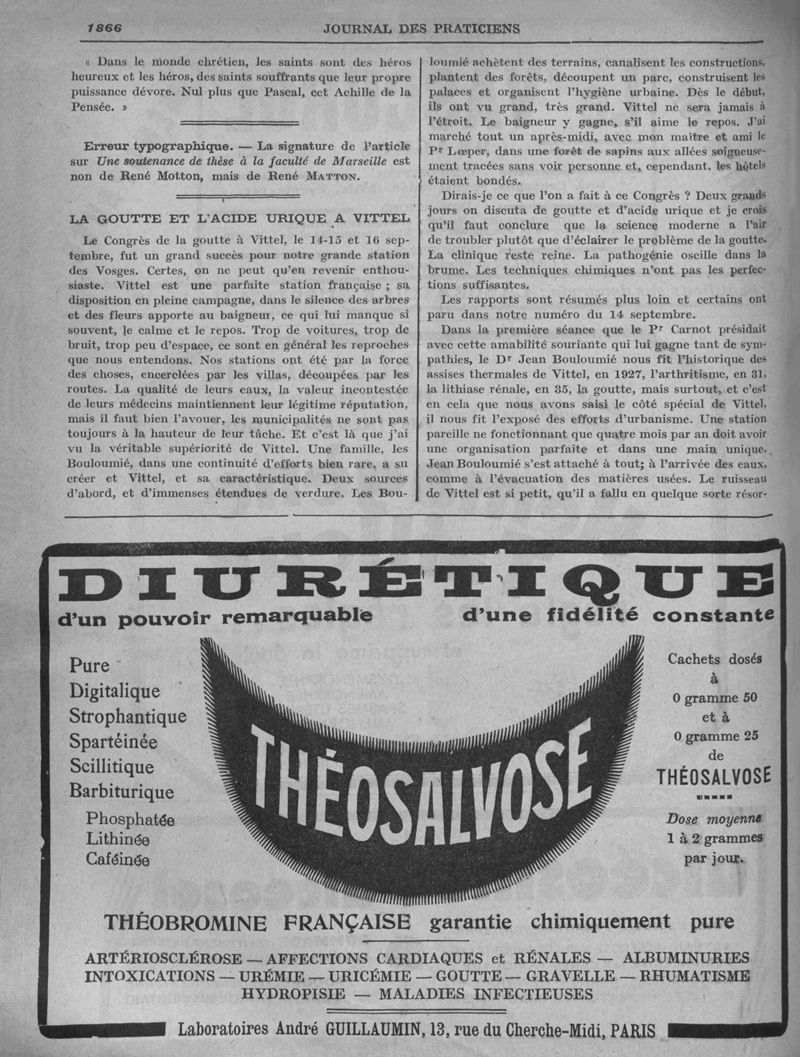 1866
JOURNAL DES PRATICIENS
« Dans le monde chrétien, les saints sont des héros
heureux et les héros, des saints souffrants que leur propre
puissance dévore. Nul plus que Pascal, cet Achille de la
Pensée. »
Erreur typographique. — La signature de l'article
sur Une soutenance de thèse à la faculté de Marseille est
non de René Motton, mais de René MATTON.
LA GOUTTE ET L'ACIDE URIQUE A VITTEL
Le Congrès de la goutte à Vittel, le 14-15 et 16 sep-
tembre, fut un grand succès pour notre grande station
des Vosges. Certes, on ne peut qu'en revenir enthou-
siaste. Vittel est une parfaite station française ; sa
disposition en pleine campagne, dans le silence des arbres
et des fleurs apporte au baigneur, ce qui lui manque si
souvent, le calme et le repos. Trop de voitures, trop de
bruit, trop peu d'espace, ce sont en général les reproches
que nous entendons. Nos stations ont été par la force
des choses, encerclées par les villas, découpées par les
routes. La qualité de leurs eaux, la valeur incontestée
de leurs médecins maintiennent leur légitime réputation,
mais il faut bien l'avouer, les municipalités ne sont pas
toujours à la hauteur de leur tâche. Et c'est là que j'ai
vu la véritable supériorité de Vittel. Une famille, les
Bouloumié, dans une continuité d'efforts bien rare, a su
créer et Vittel, et sa caractéristique. Deux sources
d'abord, et d'immenses étendues de verdure. Les Bou-
loumié achètent des terrains, canalisent les constructions,
plantent des forêts, découpent un parc, construisent les
palaces et organisent l'hygiène urbaine. Dès le début,
ils ont vu grand, très grand. Vittel ne sera jamais à
l'étroit. Le baigneur y gagne, s'il aime le repos. J'ai
marché tout un après-midi, avec mon maître et ami le
Pr Lœper, dans une forêt de sapins aux allées soigneuse-
ment tracées sans voir personne et, cependant, les hôtels
étaient bondés.
Dirais-je ce que l'on a fait à ce Congrès ? Deux grands
jours on discuta de goutte et d'acide urique et je crois
qu'il faut conclure que la science moderne a l'air
de troubler plutôt que d'éclairer le problème de la goutte.
La clinique reste reine. La pathogénie oscille dans la
brume. Les techniques chimiques n'ont pas les perfec-
tions suffisantes.
Les rapports sont résumés plus loin et certains ont
paru dans notre numéro du 14 septembre.
Dans la première séance que le Pr Carnot présidait
avec cette amabilité souriante qui lui gagne tant de sym-
pathies, le Dr Jean Bouloumié nous fit l'historique des
assises thermales de Vittel, en 1927, l'arthritisme, en 31,
la lithiase rénale, en 35, la goutte, mais surtout, et c'est
en cela que nous avons saisi le côté spécial de Vittel,
il nous fit l'exposé des efforts d'urbanisme. Une station
pareille ne fonctionnant que quatre mois par an doit avoir
une organisation parfaite et dans une main unique.
Jean Bouloumié s'est attaché à tout; à l'arrivée des eaux,
comme à l'évacuation des matières usées. Le ruisseau
de Vittel est si petit, qu'il a fallu en quelque sorte résor-
DIURÉTIQUE
d'un pouvoir remarquable d'une fidélité constante
Pure
Digitalique
Strophantique
Spartéinée
Scillitique
Barbiturique
Phosphatée
Lithinée
Caféinée
THÉOSALVOSE
Cachets dosés
à
0 gramme 50
et à
0 gramme 25
de
THÉOSALVOSE
Dose moyenne
1 à 2 grammes
par jour.
THÉOBROMINE FRANÇAISE garantie chimiquement pure
ARTÉRIOSCLÉROSE — AFFECTIONS CARDIAQUES et RÉNALES — ALBUMINURIES
INTOXICATIONS — URÉMIE — URICÉMIE — GOUTTE — GRAVELLE — RHUMATISME
HYDROPISIE — MALADIES INFECTIEUSES
Laboratoires André GUILLAUMIN, 13, rue du Cherche-Midi, PARIS